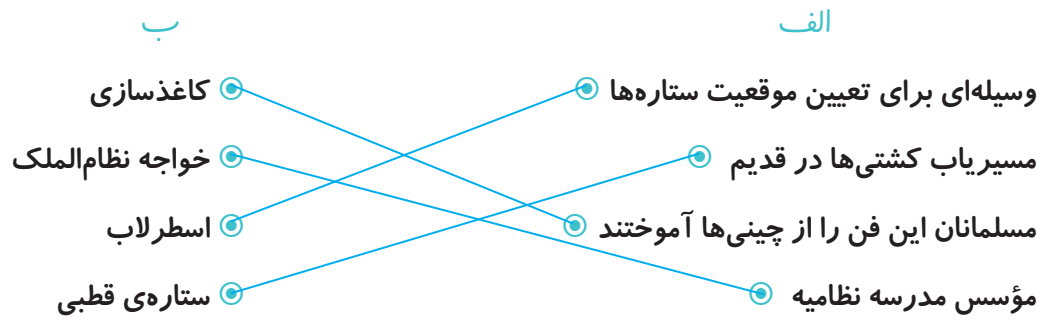 الف ب
وسیله‌ای برای تعیین موقعیت ستاره‌ها کاغذسازی
مسیریاب کشتی‌ها در قدیم خواجه نظام‌الملک
مسلمانان این فن را از چینی‌ها آموختند اسطرلاب
مؤسس مدرسه نظامیه ستاره‌ی قطبی